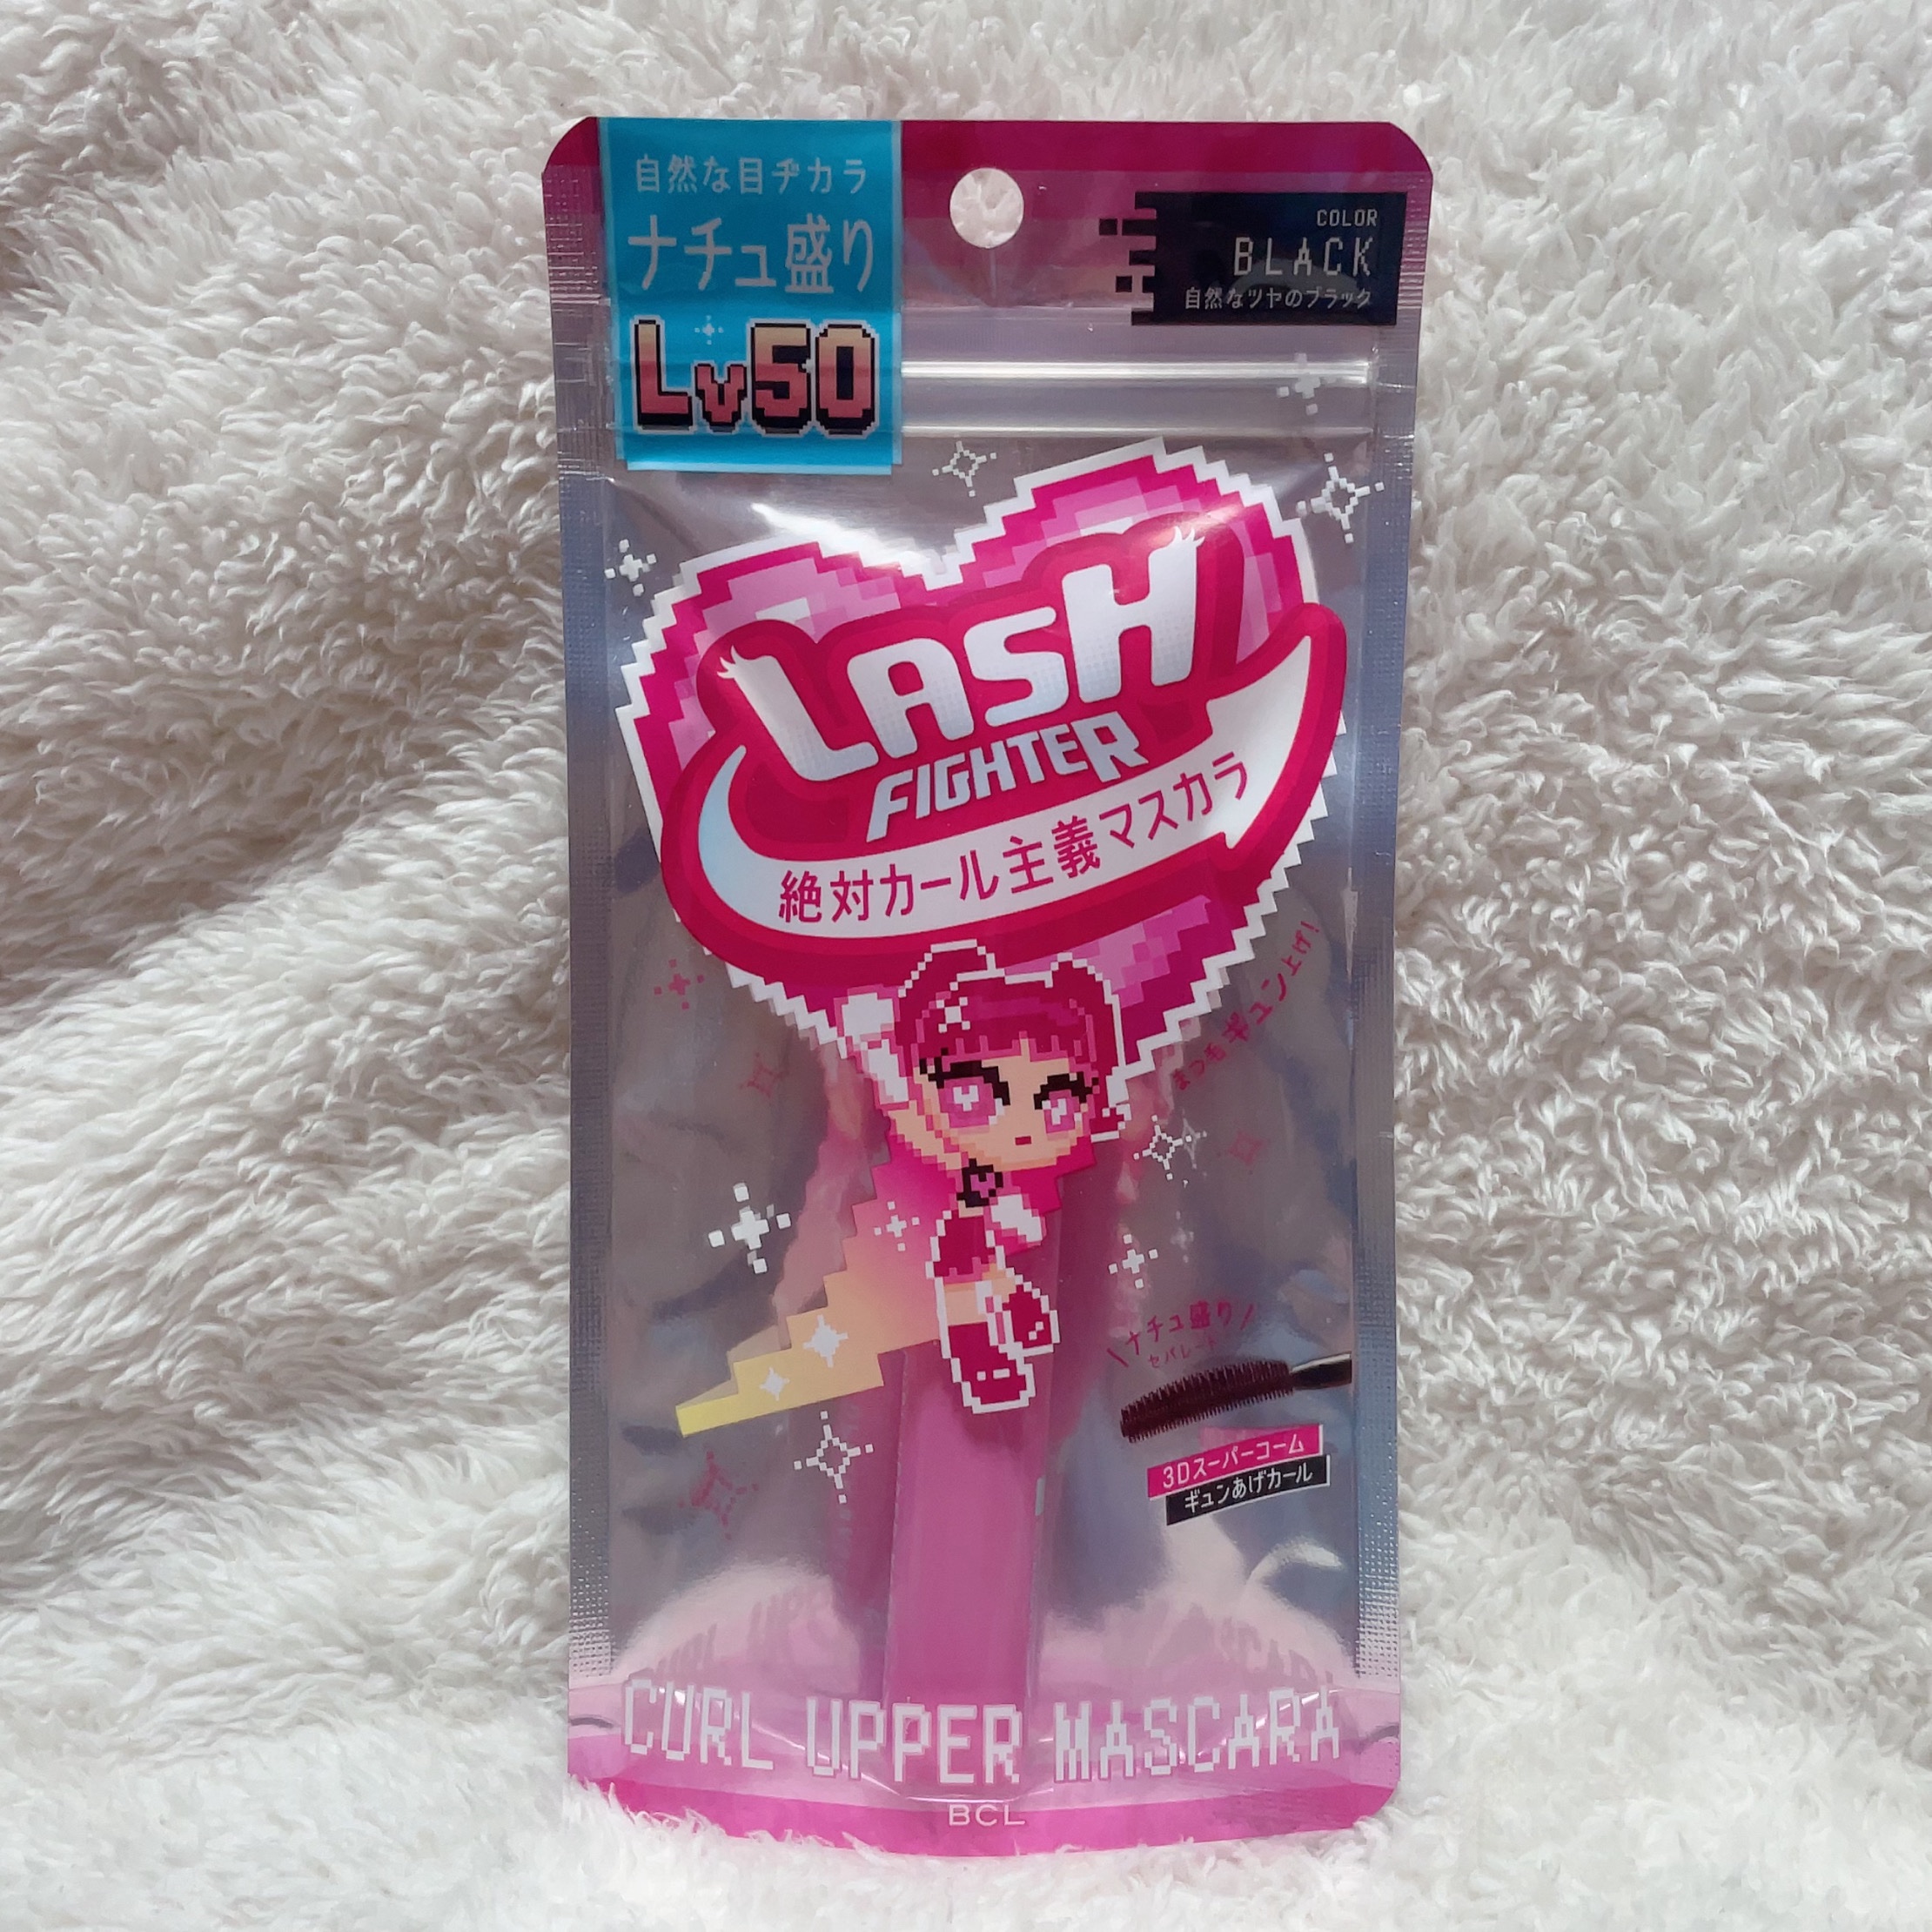 自然な目ヂカラ
ナチュ盛り
Lv50
COLOR
BLACK
自然なツヤのブラック
LASH
FIGHTER
絶対カール主義マスカラ
まつ毛ギュン上げ!
ナチュ盛り
セパレート
3Dスーパーコーム
ギュンあげカール
CURL UPPER MASCARA
BCL